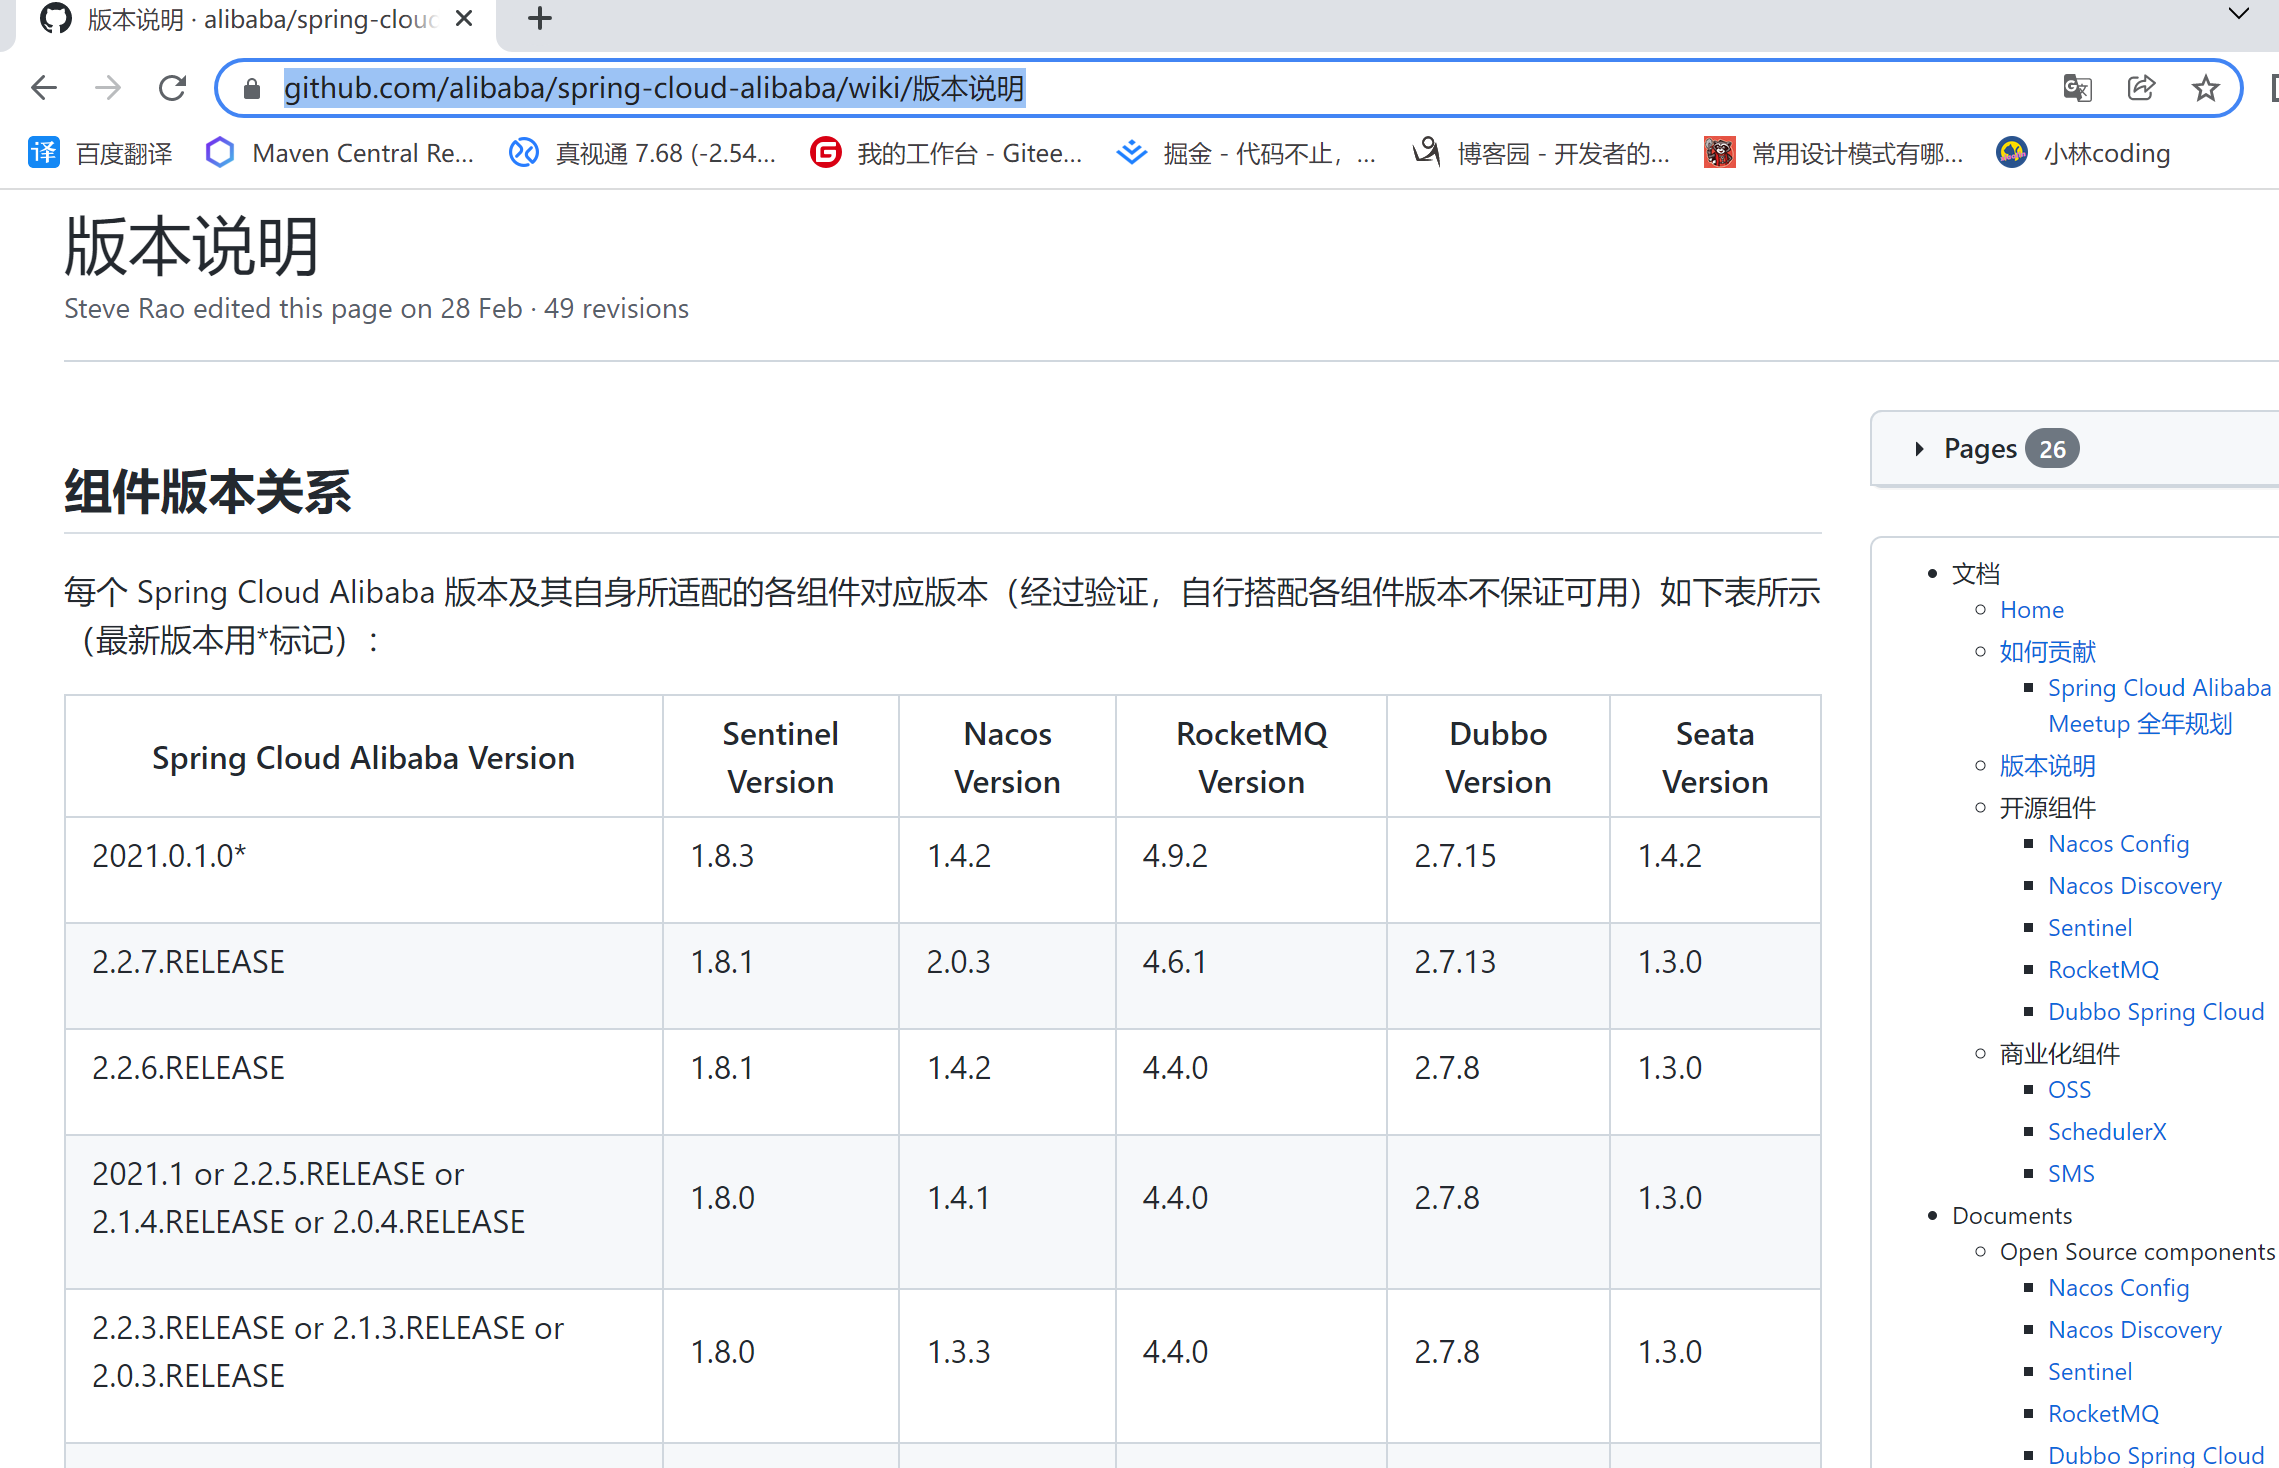 版本说明 · alibaba/spring-clou
github.com/alibaba/spring-cloud-alibaba/wiki/版本说明
百度翻译 Maven Central Re... 真视通 7.68 (-2.54... 我的工作台 - Gitee... 掘金 - 代码不止，... 博客园 - 开发者的... 常用设计模式有哪... 小林coding
版本说明
Steve Rao edited this page on 28 Feb · 49 revisions
Pages 26
组件版本关系
每个 Spring Cloud Alibaba 版本及其自身所适配的各组件对应版本（经过验证，自行搭配各组件版本不保证可用）如下表所示
（最新版本用*标记）：
Spring Cloud Alibaba Version Sentinel Version Nacos Version RocketMQ Version Dubbo Version Seata Version
2021.0.1.0* 1.8.3 1.4.2 4.9.2 2.7.15 1.4.2
2.2.7.RELEASE 1.8.1 2.0.3 4.6.1 2.7.13 1.3.0
2.2.6.RELEASE 1.8.1 1.4.2 4.4.0 2.7.8 1.3.0
2021.1 or 2.2.5.RELEASE or
2.1.4.RELEASE or 2.0.4.RELEASE 1.8.0 1.4.1 4.4.0 2.7.8 1.3.0
2.2.3.RELEASE or 2.1.3.RELEASE or
2.0.3.RELEASE 1.8.0 1.3.3 4.4.0 2.7.8 1.3.0
文档
Home
如何贡献
Spring Cloud Alibaba
Meetup 全年规划
版本说明
开源组件
Nacos Config
Nacos Discovery
Sentinel
RocketMQ
Dubbo Spring Cloud
商业化组件
OSS
SchedulerX
SMS
Documents
Open Source components
Nacos Config
Nacos Discovery
Sentinel
RocketMQ
Dubbo Spring Cloud